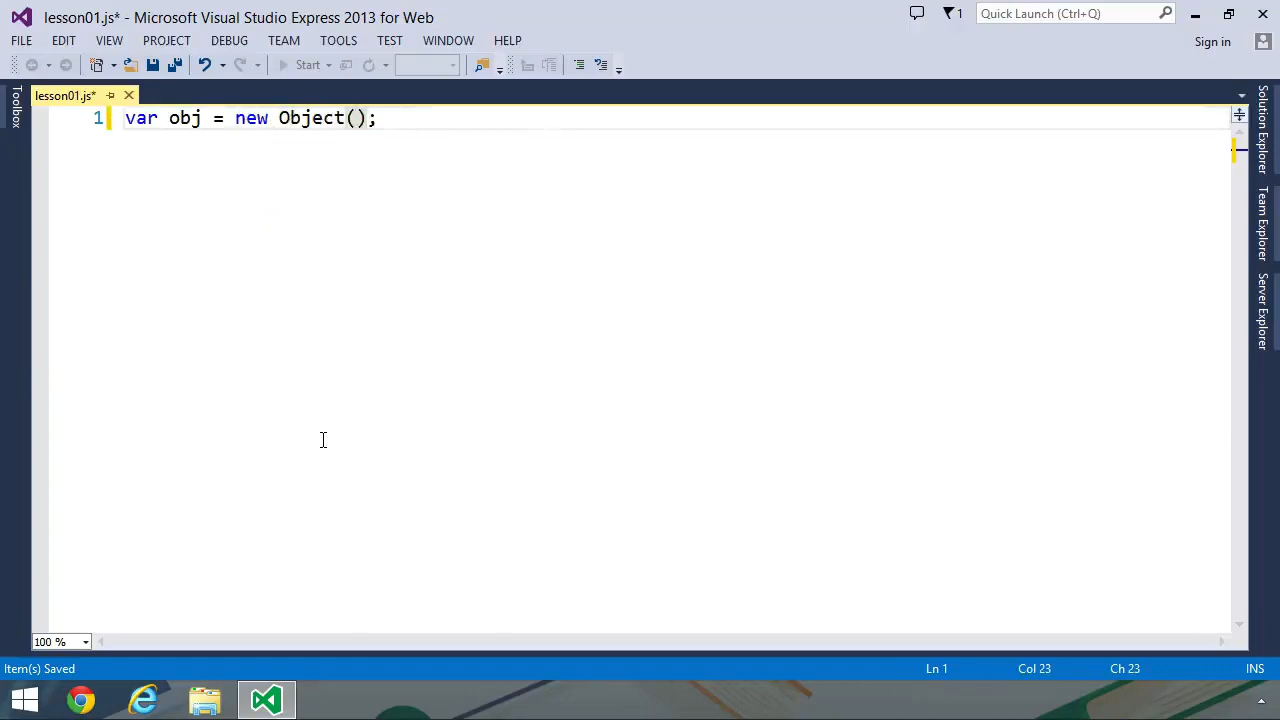 lesson01.js* - Microsoft Visual Studio Express 2013 for Web
1
Quick Launch (Ctrl+Q)
FILE EDIT VIEW PROJECT DEBUG TEAM TOOLS TEST WINDOW HELP
Sign in
Start
lesson01.js*
Toolbox
1 var obj = new Object();
Solution Explorer
Team Explorer
Server Explorer
100 %
Item(s) Saved Ln 1 Col 23 Ch 23 INS